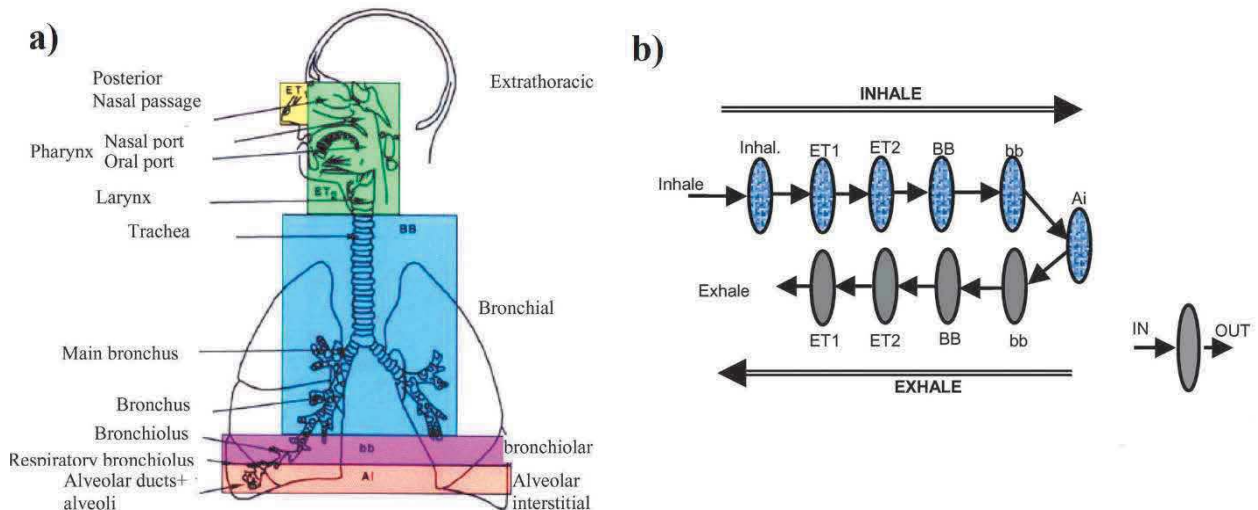 a)
Posterior
Nasal passage
Extrathoracic
ET1
Nasal port
Pharynx
Oral port
Larynx
ET2
Trachea
BB
Bronchial
Main bronchus
Bronchus
Bronchiolus
bb
bronchiolar
Respiratory bronchiolus
Alveolar ducts+
alveoli
AI
Alveolar
interstitial
b)
INHALE
Inhal.
ET1
ET2
BB
bb
Inhale
Ai
Exhale
ET1
ET2
BB
bb
IN
OUT
EXHALE